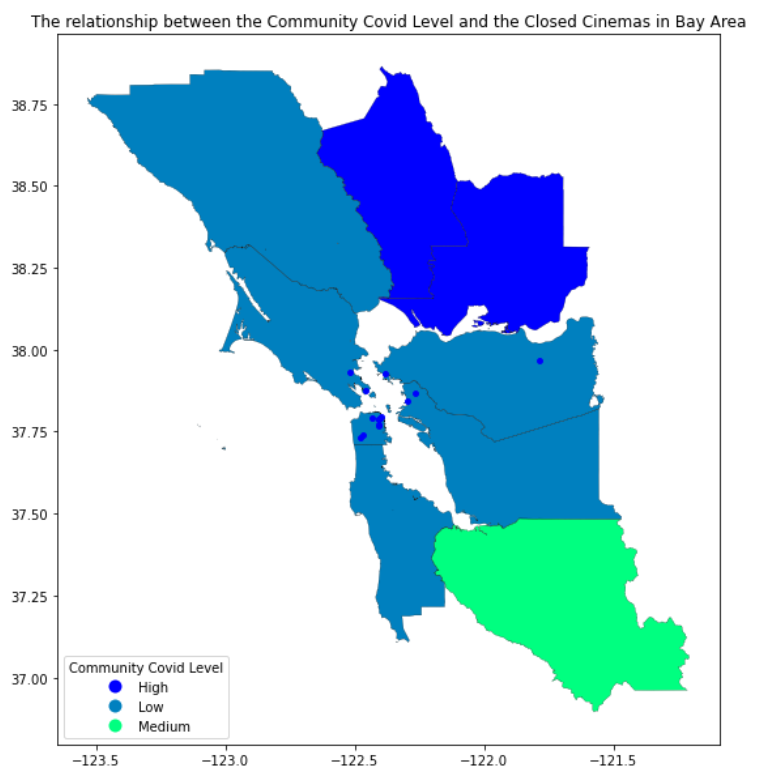 The relationship between the Community Covid Level and the Closed Cinemas in Bay Area
38.75
38.50
38.25
38.00
37.75
37.50
37.25
37.00
Community Covid Level
High
Low
Medium
−123.5 −123.0 −122.5 −122.0 −121.5